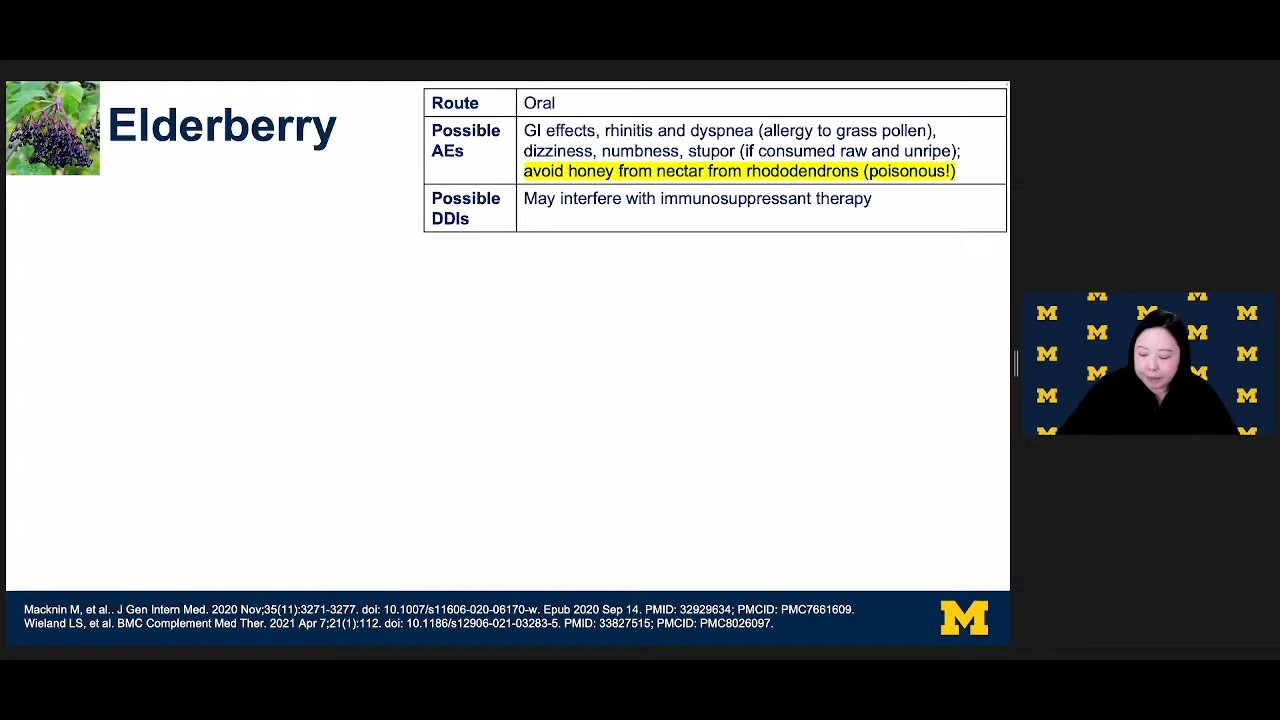 Elderberry
Route Oral
Possible AEs GI effects, rhinitis and dyspnea (allergy to grass pollen),
dizziness, numbness, stupor (if consumed raw and unripe);
avoid honey from nectar from rhododendrons (poisonous!)
Possible DDIs May interfere with immunosuppressant therapy
Macknin M, et al.. J Gen Intern Med. 2020 Nov;35(11):3271-3277. doi: 10.1007/s11606-020-06170-w. Epub 2020 Sep 14. PMID: 32929634; PMCID: PMC7661609.
Wieland LS, et al. BMC Complement Med Ther. 2021 Apr 7;21(1):112. doi: 10.1186/s12906-021-03283-5. PMID: 33827515; PMCID: PMC8026097.
M
M M
M M M
M M
M M
M M
M M
M M